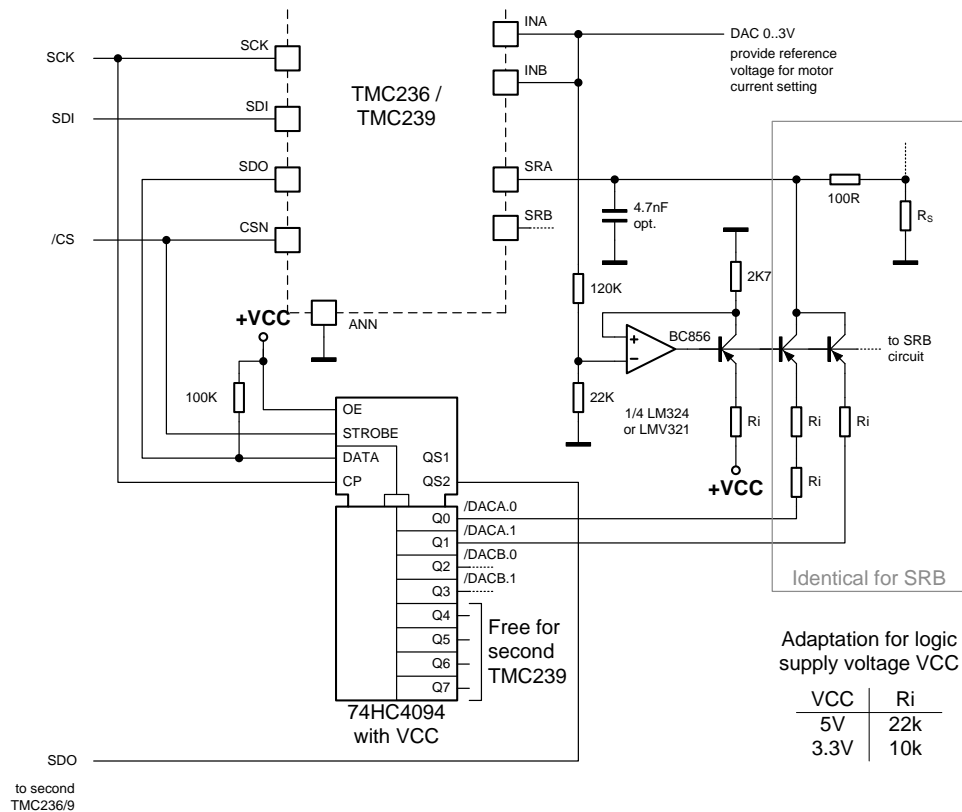 INA
DAC 0..3V
provide reference
voltage for motor
current setting
SCK
SCK
INB
TMC236 /
TMC239
SDI
SDI
SDO
SRA
100R
RS
4.7nF
opt.
SRB
/CS
CSN
ANN
+VCC
120K
2K7
BC856
+
−
to SRB
circuit
100K
22K
1/4 LM324
or LMV321
Ri
Ri
Ri
+VCC
Ri
OE
STROBE
DATA
QS1
CP
QS2
/DACA.0
Q0
/DACA.1
Q1
/DACB.0
Q2
/DACB.1
Q3
Q4
Q5
Q6
Q7
Free for
second
TMC239
Identical for SRB
74HC4094
with VCC
Adaptation for logic
supply voltage VCC
VCC Ri
5V 22k
3.3V 10k
SDO
to second
TMC236/9